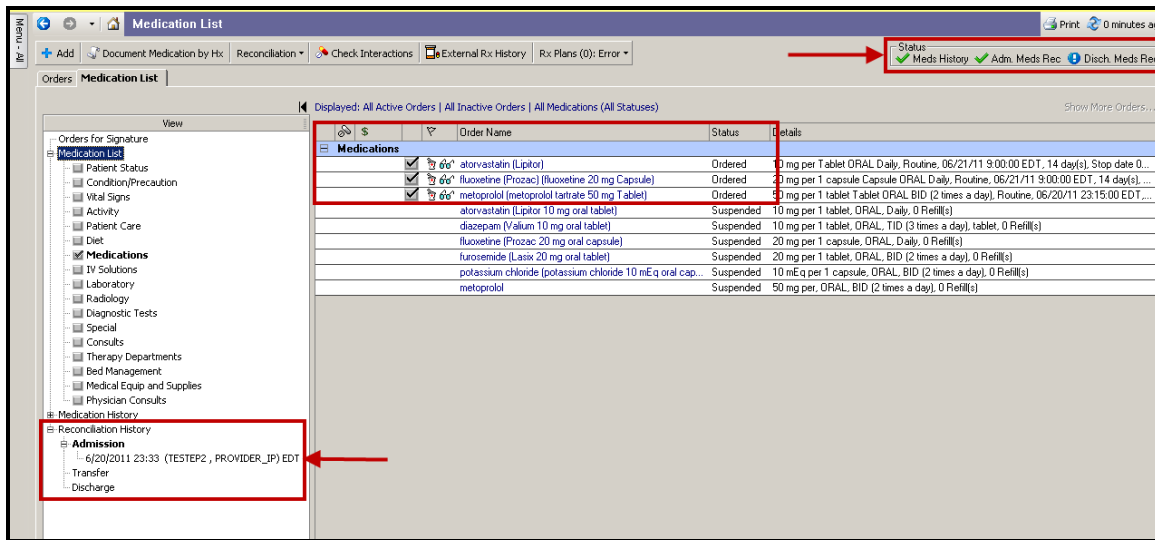 Menu - All
Medication List
Print 0 minutes a
Add Document Medication by Hx Reconciliation Check Interactions External Rx History Rx Plans (0): Error
Status
Meds History Adm. Meds Rec Disch. Meds Rec
Orders Medication List
Displayed: All Active Orders | All Inactive Orders | All Medications (All Statuses)
Show More Orders...
View
Orders for Signature
Medication List
Patient Status
Condition/Precaution
Vital Signs
Activity
Patient Care
Diet
Medications
IV Solutions
Laboratory
Radiology
Diagnostic Tests
Special
Consults
Therapy Departments
Bed Management
Medical Equip and Supplies
Physician Consults
Medication History
Reconciliation History
Admission
6/20/2011 23:33 (TESTEP2 , PROVIDER_IP) EDT
Transfer
Discharge
$ Order Name Status Details
Medications
atorvastatin (Lipitor) Ordered 10 mg per Tablet ORAL Daily, Routine, 06/21/11 9:00:00 EDT, 14 day(s), Stop date 0...
fluoxetine (Prozac) (fluoxetine 20 mg Capsule) Ordered 20 mg per 1 capsule Capsule ORAL Daily, Routine, 06/21/11 9:00:00 EDT, 14 day(s), ...
metoprolol (metoprolol tartrate 50 mg Tablet) Ordered 50 mg per 1 tablet Tablet ORAL BID (2 times a day), Routine, 06/20/11 23:15:00 EDT, ...
atorvastatin (Lipitor 10 mg oral tablet) Suspended 10 mg per 1 tablet, ORAL, Daily, 0 Refill(s)
diazepam (Valium 10 mg oral tablet) Suspended 10 mg per 1 tablet, ORAL, TID (3 times a day), tablet, 0 Refill(s)
fluoxetine (Prozac 20 mg oral capsule) Suspended 20 mg per 1 capsule, ORAL, Daily, 0 Refill(s)
furosemide (Lasix 20 mg oral tablet) Suspended 20 mg per 1 tablet, ORAL, BID (2 times a day), 0 Refill(s)
potassium chloride (potassium chloride 10 mEq oral cap... Suspended 10 mEq per 1 capsule, ORAL, BID (2 times a day), 0 Refill(s)
metoprolol Suspended 50 mg per, ORAL, BID (2 times a day), 0 Refill(s)